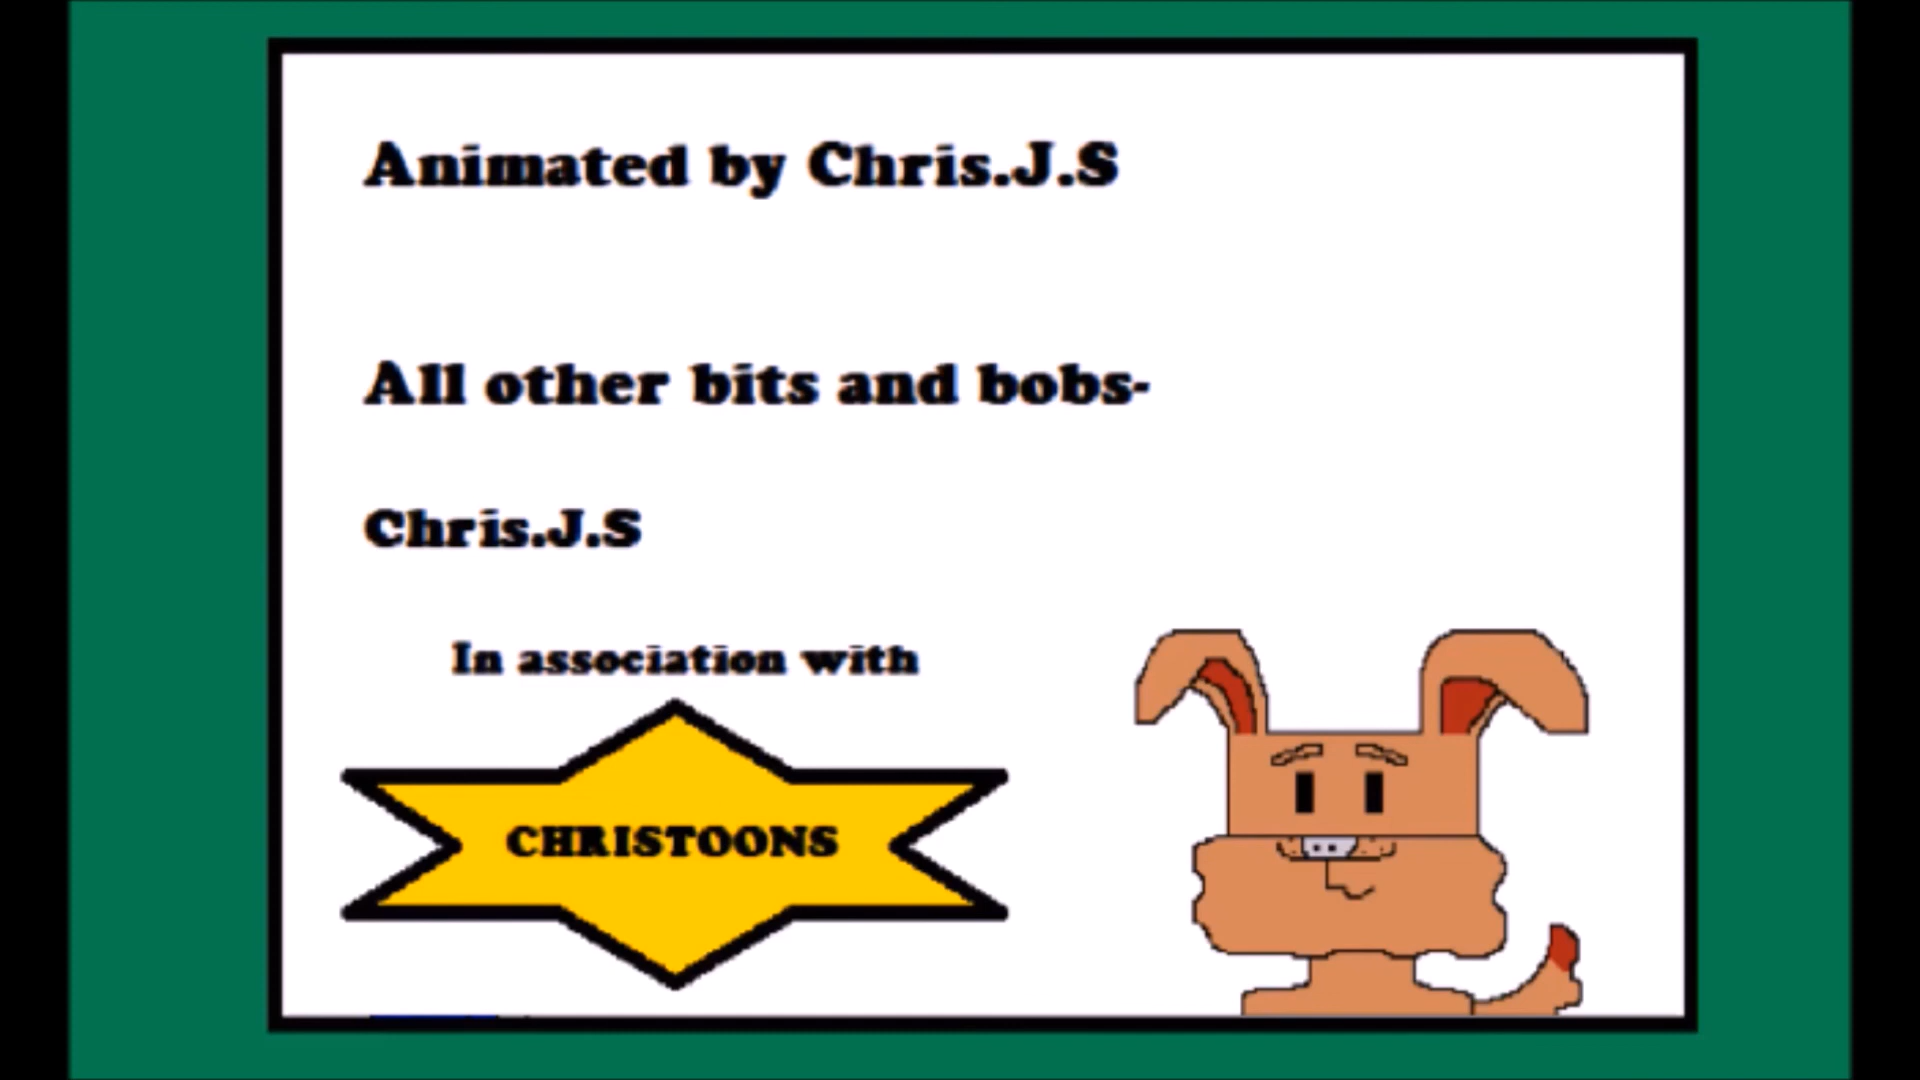 Animated by Chris.J.S
All other bits and bobs-
Chris.J.S
In association with
CHRISTOONS